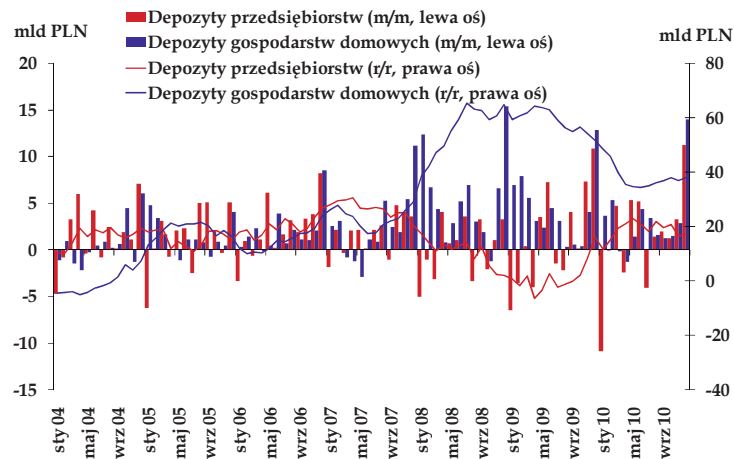 Depozyty przedsiębiorstw (m/m, lewa oś)
mld PLN
Depozyty gospodarstw domowych (m/m, lewa oś)
mld PLN
Depozyty przedsiębiorstw (r/r, prawa oś)
Depozyty gospodarstw domowych (r/r, prawa oś)
20
15
10
5
0
-5
-10
-15
80
60
40
20
0
-20
-40
sty 04
maj 04
wrz 04
sty 05
maj 05
wrz 05
sty 06
maj 06
wrz 06
sty 07
maj 07
wrz 07
sty 08
maj 08
wrz 08
sty 09
maj 09
wrz 09
sty 10
maj 10
wrz 10